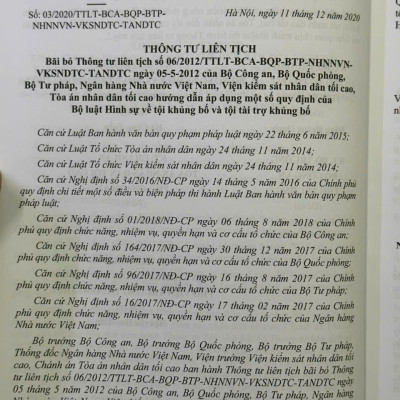 Số: 03/2020/TTLT-BCA-BQP-BTP-
NHNNVN-VKSNDTC-TANDTC
Hà Nội, ngày 11 tháng 12 năm 2020
THÔNG TƯ LIÊN TỊCH
Bãi bỏ Thông tư liên tịch số 06/2012/TTLT-BCA-BQP-BTP-NHNNVN-
VKSNDTC-TANDTC ngày 05-5-2012 của Bộ Công an, Bộ Quốc phòng,
Bộ Tư pháp, Ngân hàng Nhà nước Việt Nam, Viện kiểm sát nhân dân tối cao,
Tòa án nhân dân tối cao hướng dẫn áp dụng một số quy định của
Bộ luật Hình sự về tội khủng bố và tội tài trợ khủng bố
Căn cứ Luật Ban hành văn bản quy phạm pháp luật ngày 22 tháng 6 năm 2015;
Căn cứ Luật Tổ chức Tòa án nhân dân ngày 24 tháng 11 năm 2014;
Căn cứ Luật Tổ chức Viện kiểm sát nhân dân ngày 24 tháng 11 năm 2014;
Căn cứ Nghị định số 34/2016/NĐ-CP ngày 14 tháng 5 năm 2016 của Chính phủ
quy định chi tiết một số điều và biện pháp thi hành Luật Ban hành văn bản quy phạm
pháp luật;
Căn cứ Nghị định số 01/2018/NĐ-CP ngày 06 tháng 8 năm 2018 của Chính
phủ quy định chức năng, nhiệm vụ, quyền hạn và cơ cấu tổ chức của Bộ Công an;
Căn cứ Nghị định số 164/2017/NĐ-CP ngày 30 tháng 12 năm 2017 của Chính
phủ quy định chức năng, nhiệm vụ, quyền hạn và cơ cấu tổ chức của Bộ Quốc phòng;
Căn cứ Nghị định số 96/2017/NĐ-CP ngày 16 tháng 8 năm 2017 của Chính
phủ quy định chức năng, nhiệm vụ, quyền hạn và cơ cấu tổ chức của Bộ Tư pháp;
Căn cứ Nghị định số 16/2017/NĐ-CP ngày 17 tháng 02 năm 2017 của Chính
phủ quy định chức năng, nhiệm vụ, quyền hạn và cơ cấu tổ chức của Ngân hàng
Nhà nước Việt Nam;
Bộ trưởng Bộ Công an, Bộ trưởng Bộ Quốc phòng, Bộ trưởng Bộ Tư pháp,
Thống đốc Ngân hàng Nhà nước Việt Nam, Viện trưởng Viện kiểm sát nhân dân tối
cao, Chánh án Tòa án nhân dân tối cao ban hành Thông tư liên tịch bãi bỏ Thông
tư liên tịch số 06/2012/TTLT-BCA-BQP-BTP-NHNNVN-VKSNDTC-TANDTC ngày
05 tháng 5 năm 2012 của Bộ Công an, Bộ Quốc phòng, Bộ Tư pháp, Ngân hàng